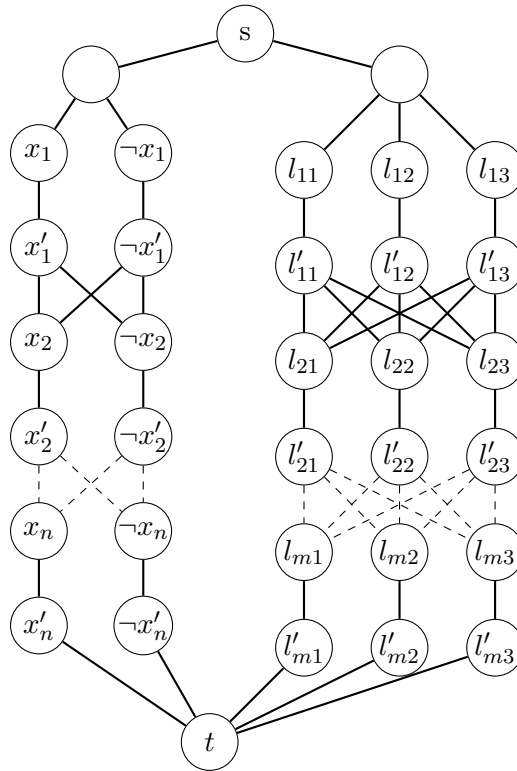 s
x₁ ¬x₁ l₁₁ l₁₂ l₁₃
x′₁ ¬x′₁ l′₁₁ l′₁₂ l′₁₃
x₂ ¬x₂ l₂₁ l₂₂ l₂₃
x′₂ ¬x′₂ l′₂₁ l′₂₂ l′₂₃
xₙ ¬xₙ lₘ₁ lₘ₂ lₘ₃
x′ₙ ¬x′ₙ l′ₘ₁ l′ₘ₂ l′ₘ₃
t